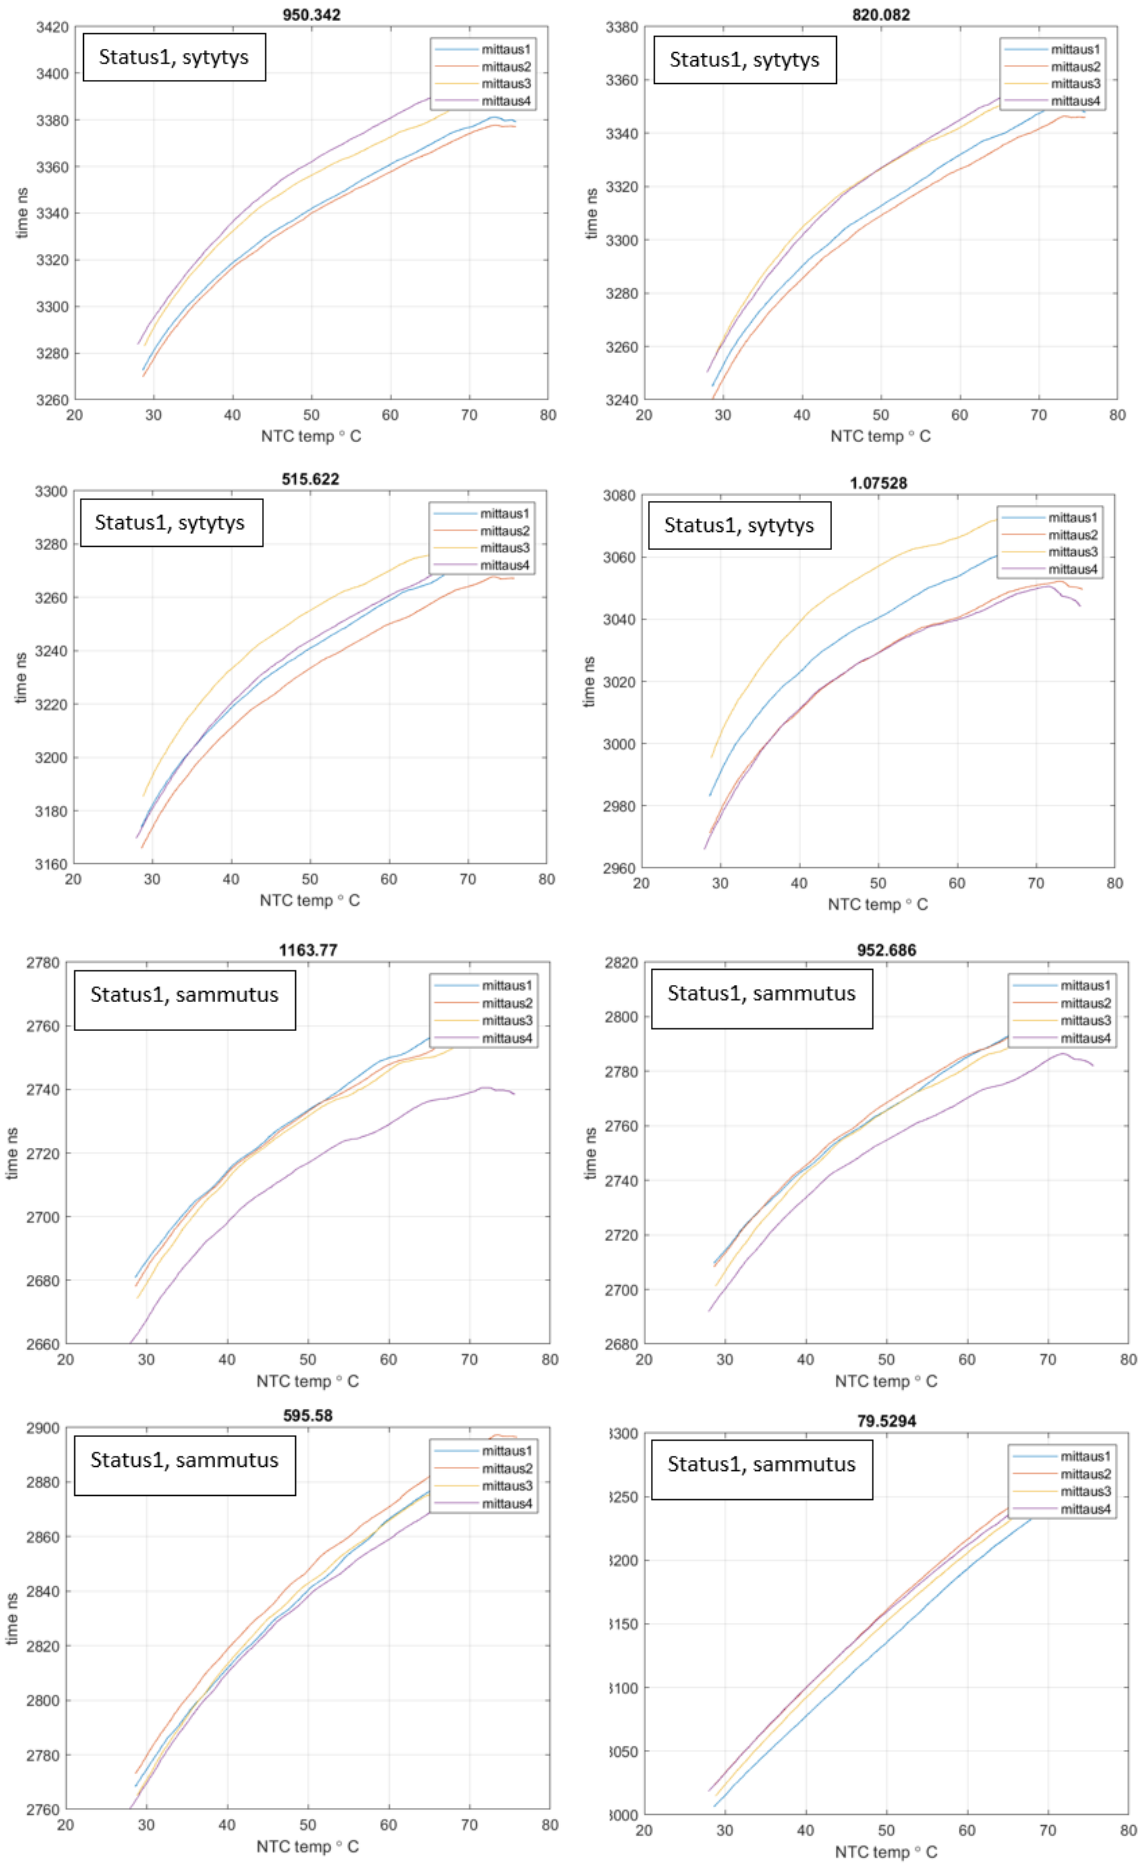 950.342
Status1, sytytys
mittaus1
mittaus2
mittaus3
mittaus4
3420
3400
3380
3360
3340
3320
3300
3280
3260
time ns
20 30 40 50 60 70 80
NTC temp ° C
820.082
Status1, sytytys
mittaus1
mittaus2
mittaus3
mittaus4
3380
3360
3340
3320
3300
3280
3260
3240
time ns
20 30 40 50 60 70 80
NTC temp ° C
515.622
Status1, sytytys
mittaus1
mittaus2
mittaus3
mittaus4
3300
3280
3260
3240
3220
3200
3180
3160
time ns
20 30 40 50 60 70 80
NTC temp ° C
1.07528
Status1, sytytys
mittaus1
mittaus2
mittaus3
mittaus4
3080
3060
3040
3020
3000
2980
2960
time ns
20 30 40 50 60 70 80
NTC temp ° C
1163.77
Status1, sammutus
mittaus1
mittaus2
mittaus3
mittaus4
2780
2760
2740
2720
2700
2680
2660
time ns
20 30 40 50 60 70 80
NTC temp ° C
952.686
Status1, sammutus
mittaus1
mittaus2
mittaus3
mittaus4
2820
2800
2780
2760
2740
2720
2700
2680
time ns
20 30 40 50 60 70 80
NTC temp ° C
595.58
Status1, sammutus
mittaus1
mittaus2
mittaus3
mittaus4
2900
2880
2860
2840
2820
2800
2780
2760
time ns
20 30 40 50 60 70 80
NTC temp ° C
79.5294
Status1, sammutus
mittaus1
mittaus2
mittaus3
mittaus4
3300
3250
3200
3150
3100
3050
3000
20 30 40 50 60 70 80
NTC temp ° C